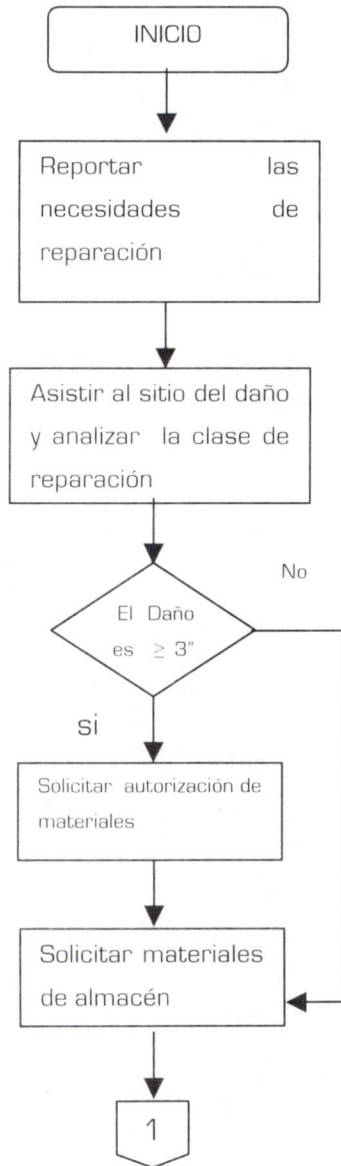 INICIO
Reportar las
necesidades de
reparación
Asistir al sitio del daño
y analizar la clase de
reparación
No
El Daño
es ≥ 3"
si
Solicitar autorización de
materiales
Solicitar materiales
de almacén
1